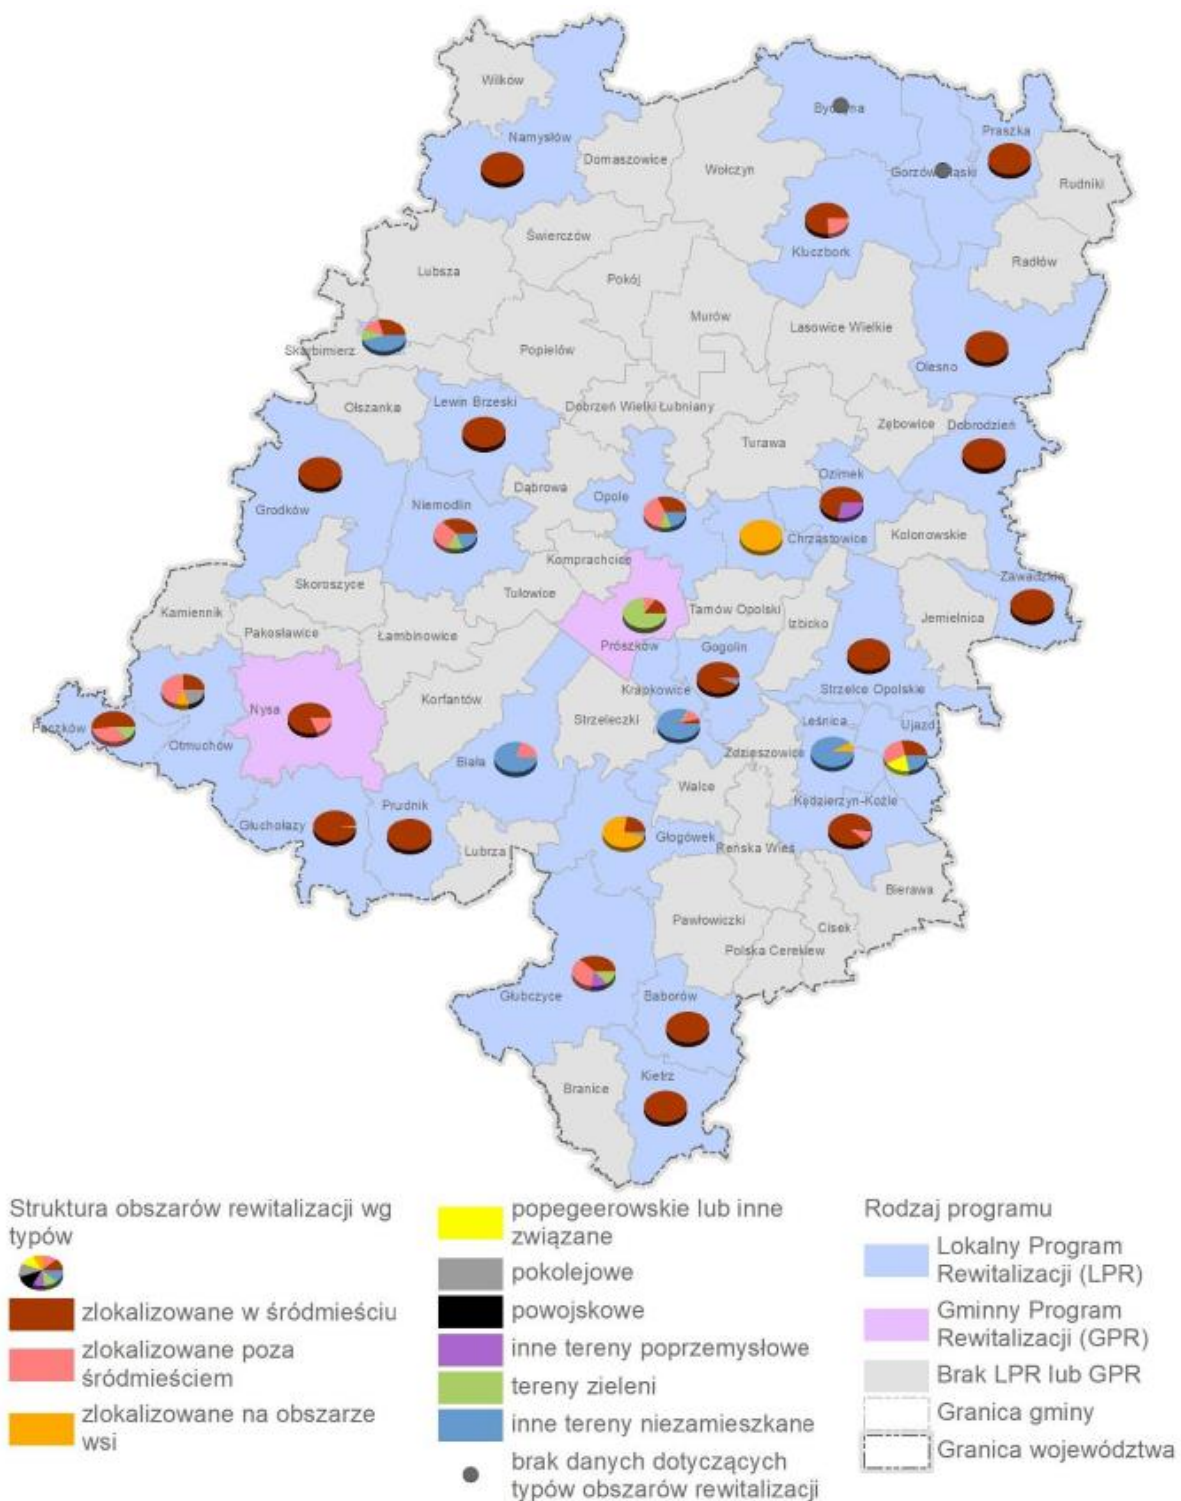 Wilków
Namysłów
Domaszowice
Wołczyn
Byczyna
Praszka
Gorzów Śląski
Rudniki
Kluczbork
Radłów
Świerczów
Lubsza
Pokój
Murów
Lasowice Wielkie
Skarbimierz
Popielów
Olesno
Olszanka
Lewin Brzeski
Dobrzeń Wielki
Łubniany
Zębowice
Dobrodzień
Turawa
Ozimek
Grodków
Niemodlin
Dąbrowa
Opole
Chrząstowice
Kolonowskie
Komprachcice
Skoroszyce
Tułowice
Zawadzkie
Kamiennik
Tarnów Opolski
Izbicko
Jemielnica
Pakosławice
Łambinowice
Prószków
Gogolin
Korfantów
Krapkowice
Strzelce Opolskie
Nysa
Paczków
Otmuchów
Strzeleczki
Leśnica
Ujazd
Zdzieszowice
Biała
Walce
Kędzierzyn-Koźle
Głuchołazy
Prudnik
Lubrza
Głogówek
Reńska Wieś
Bierawa
Pawłowiczki
Cisek
Polska Cerekiew
Głubczyce
Baborów
Branice
Kietrz
Struktura obszarów rewitalizacji wg
typów
zlokalizowane w śródmieściu
zlokalizowane poza
śródmieściem
zlokalizowane na obszarze
wsi
popegeerowskie lub inne
związane
pokolejowe
powojskowe
inne tereny poprzemysłowe
tereny zieleni
inne tereny niezamieszkane
brak danych dotyczących
typów obszarów rewitalizacji
Rodzaj programu
Lokalny Program
Rewitalizacji (LPR)
Gminny Program
Rewitalizacji (GPR)
Brak LPR lub GPR
Granica gminy
Granica województwa